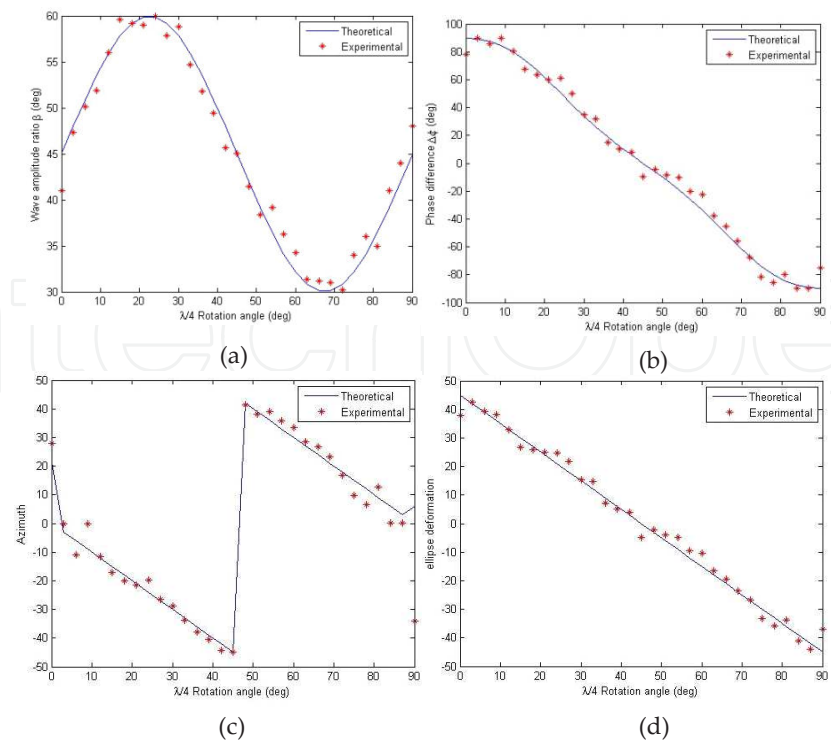 60
55
50
45
40
35
30
Wave amplitude ratio β (deg)
0 10 20 30 40 50 60 70 80 90
λ/4 Rotation angle (deg)
Theoretical
Experimental
(a)
100
80
60
40
20
0
-20
-40
-60
-80
-100
Phase difference Δ¢ (deg)
0 10 20 30 40 50 60 70 80 90
λ/4 Rotation angle (deg)
Theoretical
Experimental
(b)
50
40
30
20
10
0
-10
-20
-30
-40
-50
Azimuth
0 10 20 30 40 50 60 70 80 90
λ/4 Rotation angle (deg)
Theoretical
Experimental
(c)
50
40
30
20
10
0
-10
-20
-30
-40
-50
ellipse deformation
0 10 20 30 40 50 60 70 80 90
λ/4 Rotation angle (deg)
Theoretical
Experimental
(d)